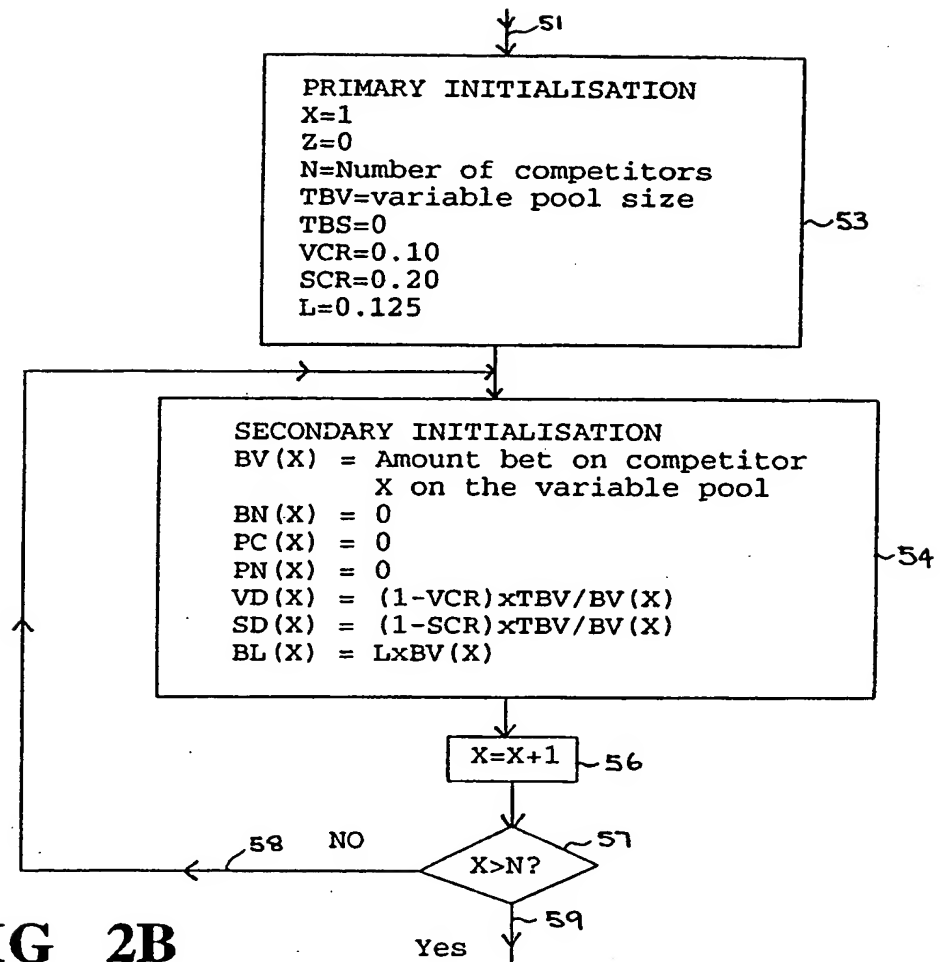 51
PRIMARY INITIALISATION
X=1
Z=0
N=Number of competitors
TBV=variable pool size
TBS=0
VCR=0.10
SCR=0.20
L=0.125
53
SECONDARY INITIALISATION
BV(X) = Amount bet on competitor
X on the variable pool
BN(X) = 0
PC(X) = 0
PN(X) = 0
VD(X) = (1-VCR)xTBV/BV(X)
SD(X) = (1-SCR)xTBV/BV(X)
BL(X) = LxBV(X)
54
X=X+1
56
57
58 NO
X>N?
59
IG 2B
Yes